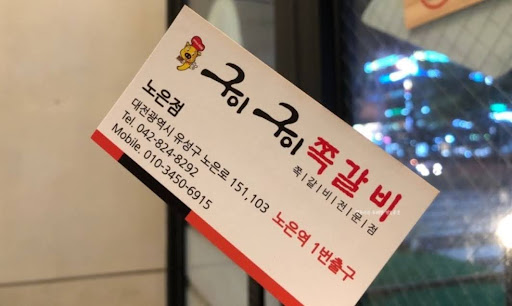 구이구이 쪽갈비
쪽|갈|비|전|문|점
노은점
대전광역시 유성구 노은로 151,103
Tel. 042-824-8292
Mobile. 010-3450-6915
노은역 1번출구